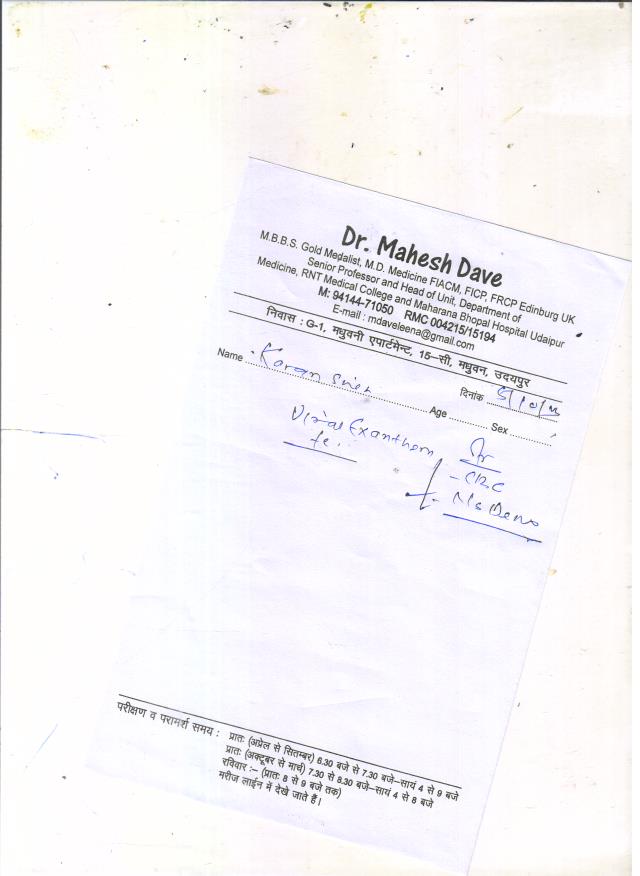 Dr. Mahesh Dave
M.B.B.S. Gold Medalist, M.D. Medicine FIACM, FICP, FRCP Edinburg UK
Senior Professor and Head of Unit, Department of
Medicine, RNT Medical College and Maharana Bhopal Hospital Udaipur
M: 94144-71050 RMC 004215/15194
E-mail : mdaveleena@gmail.com
निवास : G-1, मधुवनी एपार्टमेन्ट, 15–सी, मधुवन, उदयपुर
दिनांक
Name Karan
Age Sex
Viral Exanthem
- CBC
परीक्षण व परामर्श समय : प्रातः (अप्रेल से सितम्बर) 6.30 बजे से 7.30 बजे–सायं 4 से 9 बजे
प्रातः (अक्टूबर से मार्च) 7.30 से 8.30 बजे–सायं 4 से 8 बजे
रविवार :– (प्रातः 8 से 9 बजे तक)
मरीज लाईन में देखे जाते हैं।